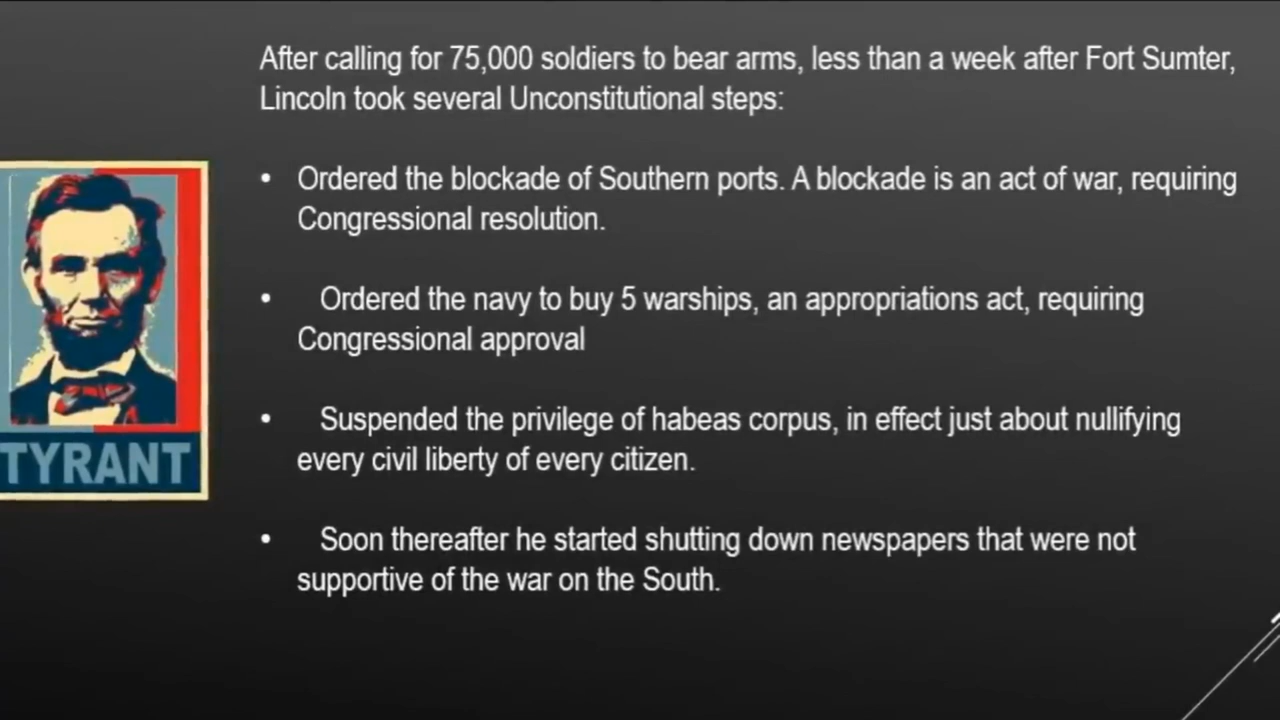 After calling for 75,000 soldiers to bear arms, less than a week after Fort Sumter,
Lincoln took several Unconstitutional steps:
• Ordered the blockade of Southern ports. A blockade is an act of war, requiring
Congressional resolution.
• Ordered the navy to buy 5 warships, an appropriations act, requiring
Congressional approval
• Suspended the privilege of habeas corpus, in effect just about nullifying
every civil liberty of every citizen.
TYRANT
• Soon thereafter he started shutting down newspapers that were not
supportive of the war on the South.